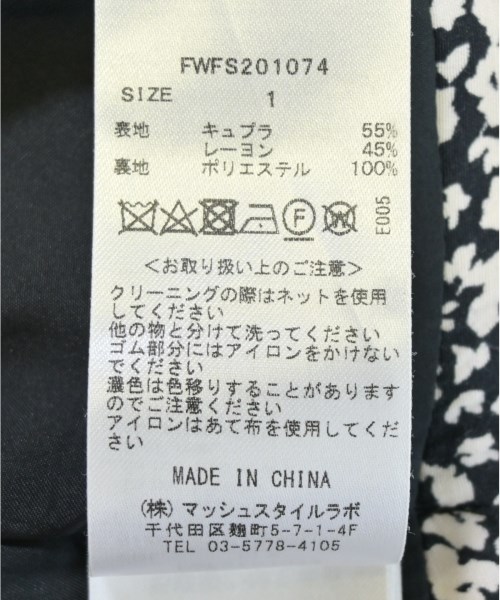 FWFS201074
SIZE 1
表地 キュプラ 55%
レーヨン 45%
裏地 ポリエステル 100%
F W E005
＜お取り扱い上のご注意＞
クリーニングの際はネットを使用
してください
他の物と分けて洗ってください
ゴム部分にはアイロンをかけない
でください
濃色は色移りすることがあります
のでご注意ください
アイロンはあて布を使用してくだ
さい
MADE IN CHINA
(株) マッシュスタイルラボ
千代田区麹町5-7-1-4F
TEL 03-5778-4105